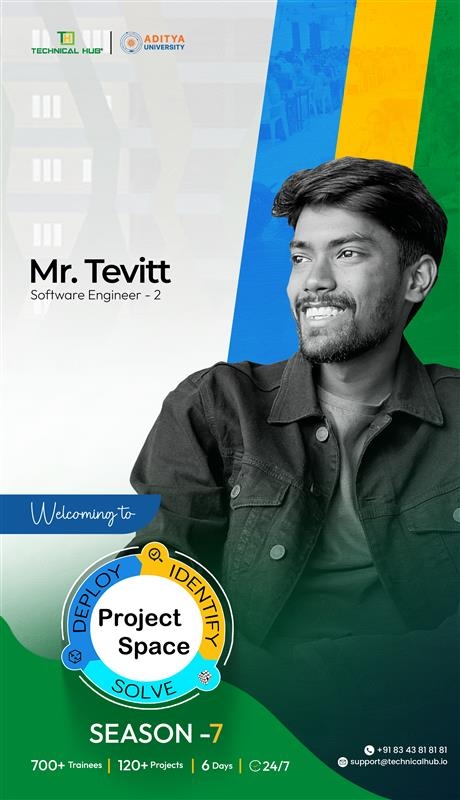 TECHNICAL HUB
ADITYA
UNIVERSITY
Mr. Tevitt
Software Engineer - 2
Welcoming to
DEPLOY
IDENTIFY
Project
Space
SOLVE
SEASON -7
700+ Trainees | 120+ Projects | 6 Days | 24/7
+91 83 43 81 81 81
support@technicalhub.io